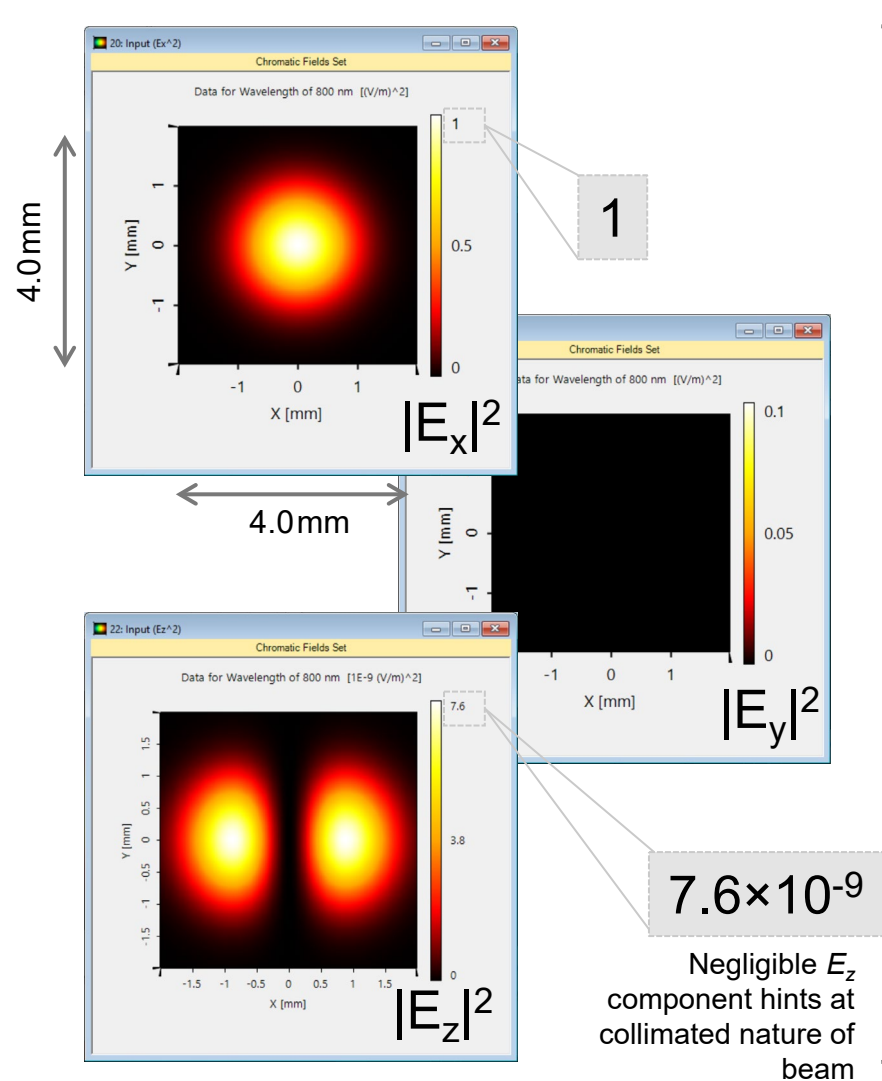 20: Input (Ex^2)
Chromatic Fields Set
Data for Wavelength of 800 nm [(V/m)^2]
1
0.5
0
Y [mm]
1
0
-1
-1 0 1
X [mm]
|Ex|2
4.0mm
4.0mm
1
Chromatic Fields Set
for Wavelength of 800 nm [(V/m)^2]
0.1
0.05
0
Y [mm]
0
-1
-1 0 1
X [mm]
|Ey|2
22: Input (Ez^2)
Chromatic Fields Set
Data for Wavelength of 800 nm [1E-9 (V/m)^2]
7.6
3.8
0
Y [mm]
1.5
1
0.5
0
-0.5
-1
-1.5
-1.5 -1 -0.5 0 0.5 1 1.5
X [mm]
|Ez|2
7.6×10-9
Negligible Ez
component hints at
collimated nature of
beam